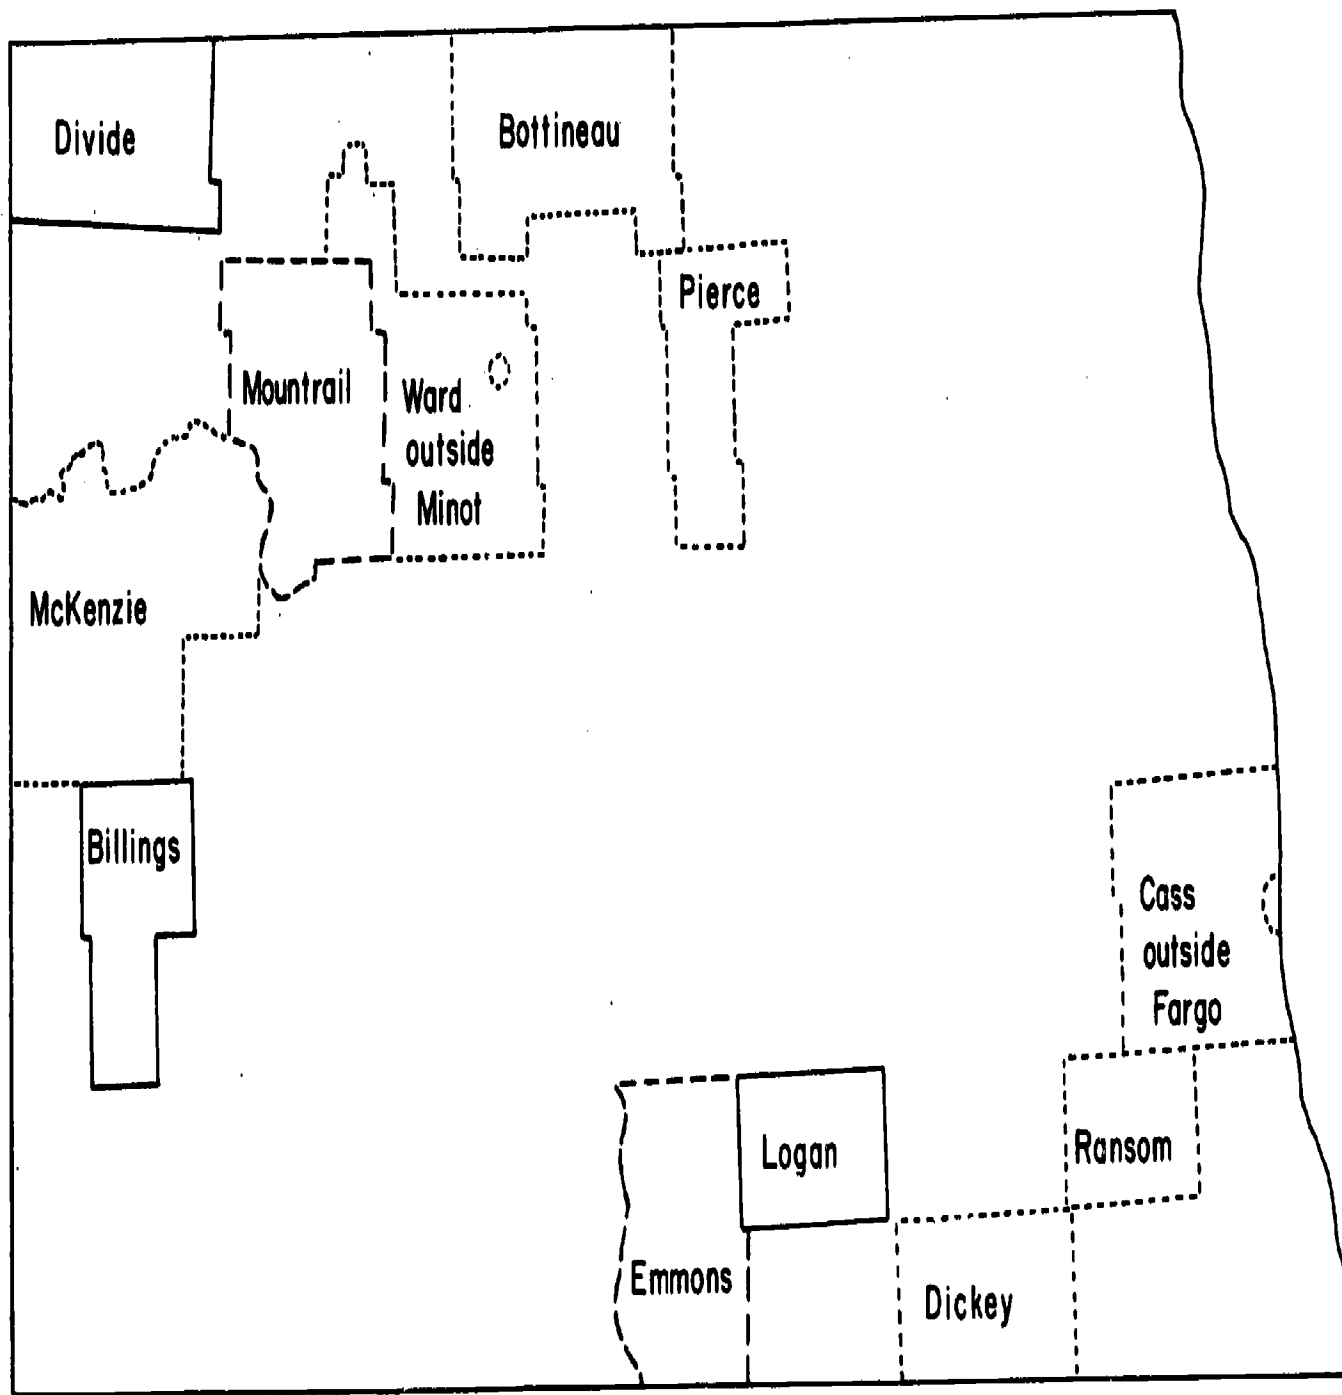 Divide
Bottineau
Pierce
Mountrail
Ward
outside
Minot
McKenzie
Billings
Cass
outside
Fargo
Logan
Ransom
Emmons
Dickey